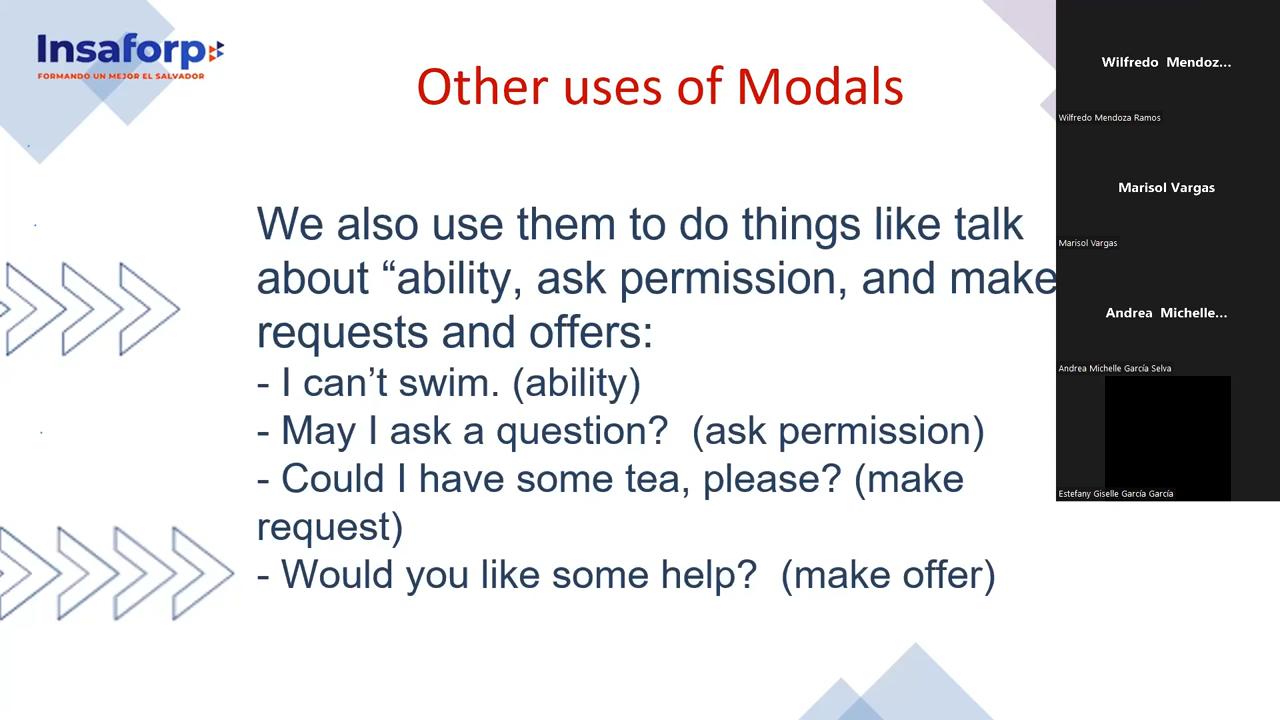 Insaforp
FORMANDO UN MEJOR EL SALVADOR
Other uses of Modals
We also use them to do things like talk
about “ability, ask permission, and make
requests and offers:
- I can’t swim. (ability)
- May I ask a question?  (ask permission)
- Could I have some tea, please? (make
request)
- Would you like some help?  (make offer)
Wilfredo Mendoz...
Wilfredo Mendoza Ramos
Marisol Vargas
Marisol Vargas
Andrea Michelle...
Andrea Michelle García Selva
Estefany Giselle García García